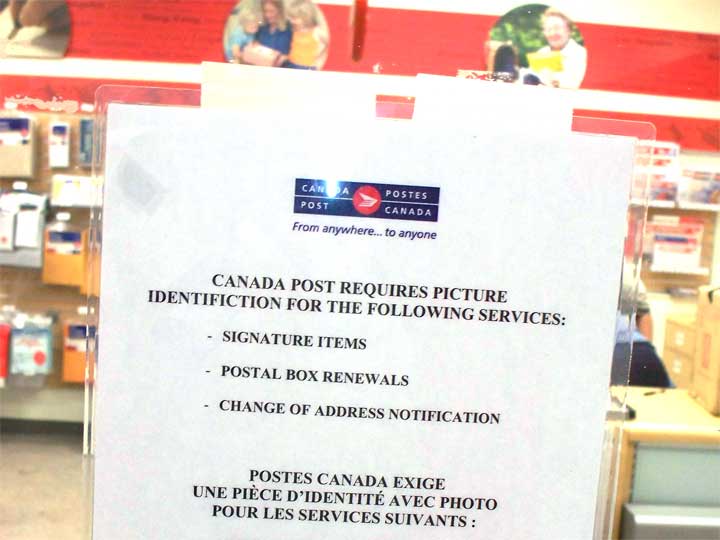 CANADA POSTES
POST CANADA
From anywhere... to anyone
CANADA POST REQUIRES PICTURE
IDENTIFICTION FOR THE FOLLOWING SERVICES:
- SIGNATURE ITEMS
- POSTAL BOX RENEWALS
- CHANGE OF ADDRESS NOTIFICATION
POSTES CANADA EXIGE
UNE PIÈCE D'IDENTITÉ AVEC PHOTO
POUR LES SERVICES SUIVANTS :